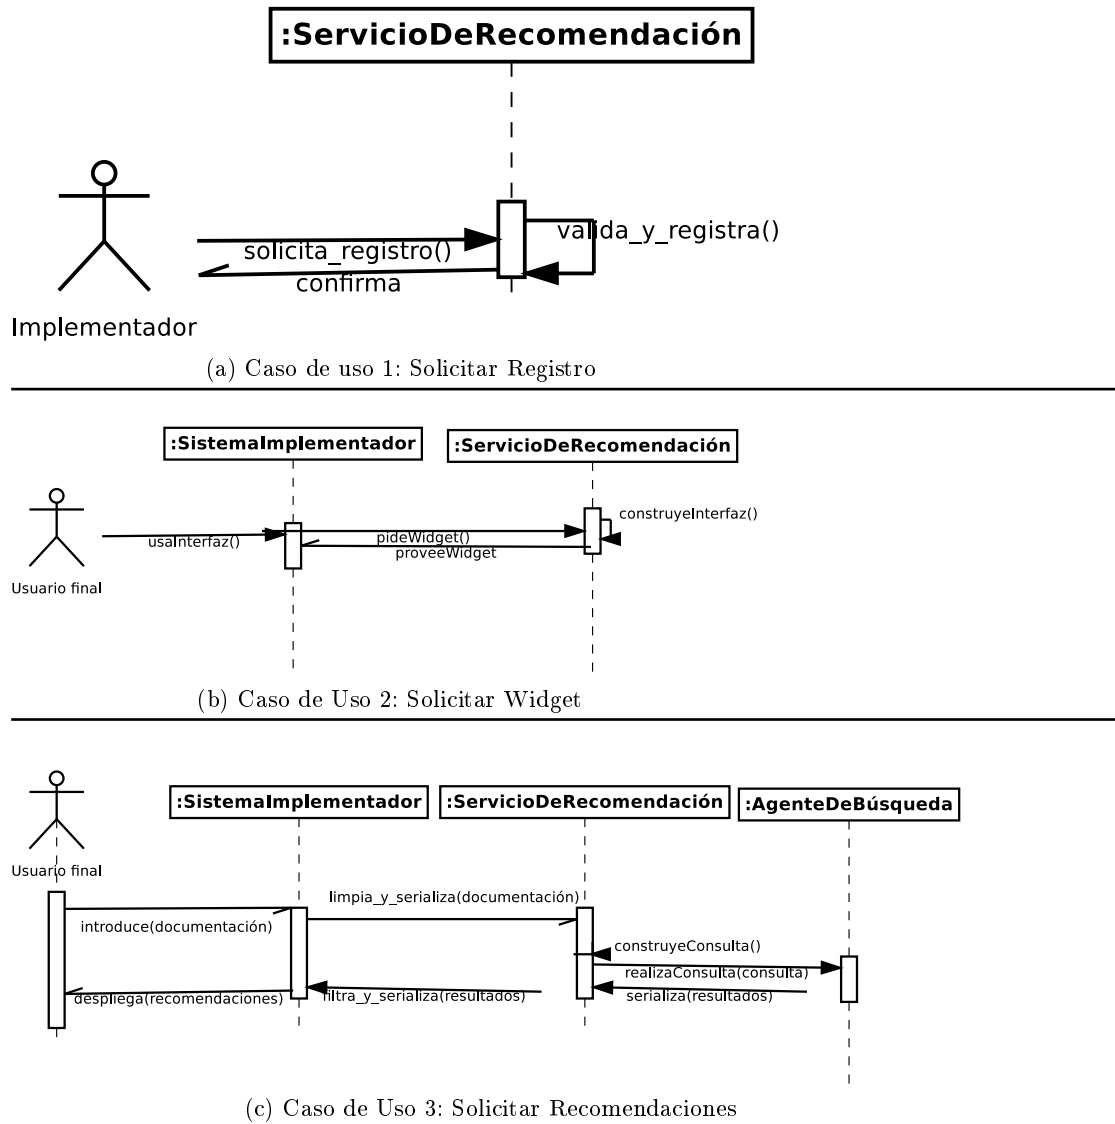 :ServicioDeRecomendación
valida_y_registra()
solicita_registro()
confirma
Implementador
(a) Caso de uso 1: Solicitar Registro
:SistemaImplementador
:ServicioDeRecomendación
construyeInterfaz()
usaInterfaz()
pideWidget()
proveeWidget
Usuario final
(b) Caso de Uso 2: Solicitar Widget
:SistemaImplementador
:ServicioDeRecomendación
:AgenteDeBúsqueda
Usuario final
limpia_y_serializa(documentación)
introduce(documentación)
construyeConsulta()
realizaConsulta(consulta)
despliega(recomendaciones)
filtra_y_serializa(resultados)
serializa(resultados)
(c) Caso de Uso 3: Solicitar Recomendaciones